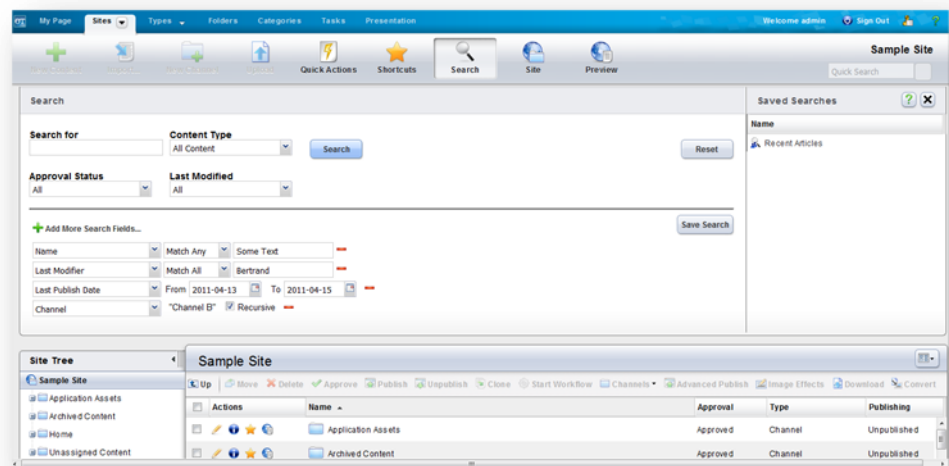 My Page Sites Types Folders Categories Tasks Presentation Welcome admin Sign Out ?
Quick Actions Shortcuts Search Site Preview
Sample Site
Quick Search
Search
Saved Searches ?
Search for Content Type
All Content Search Reset
Name
Recent Articles
Approval Status Last Modified
All All
Add More Search Fields... Save Search
Name Match Any Some Text
Last Modifier Match All Bertrand
Last Publish Date From 2011-04-13 To 2011-04-15
Channel "Channel B" Recursive
Site Tree
Sample Site
Application Assets
Archived Content
Home
Unassigned Content
Sample Site
Up Move Delete Approve Publish Unpublish Clone Start Workflow Channels Advanced Publish Image Effects Download Convert
Actions Name Approval Type Publishing
Application Assets Approved Channel Unpublished
Archived Content Approved Channel Unpublished